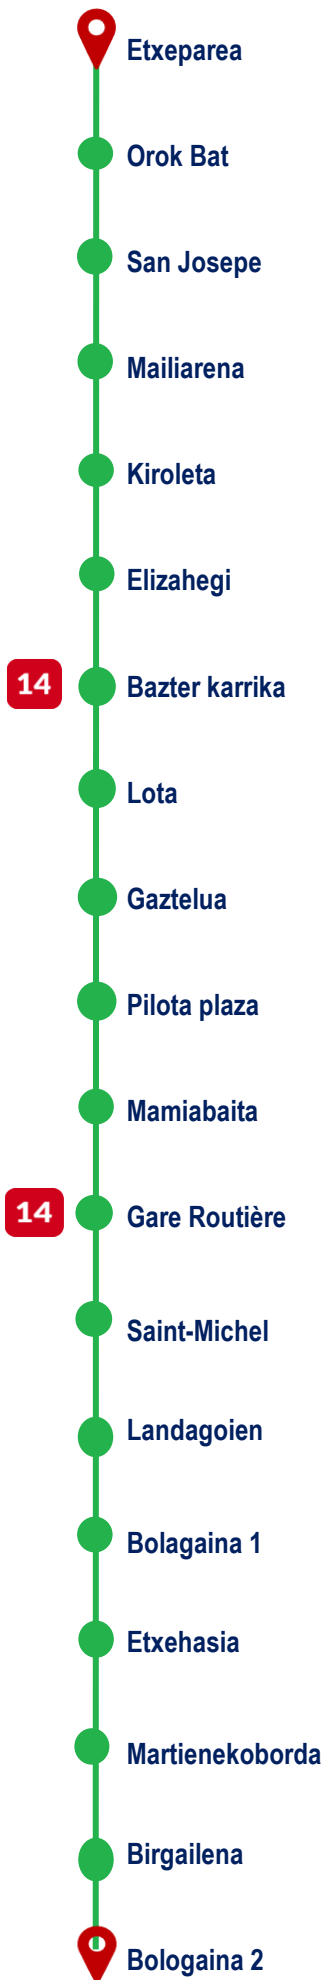 Etxeparea
Orok Bat
San Josepe
Mailiarena
Kiroleta
Elizahegi
14 Bazter karrika
Lota
Gaztelua
Pilota plaza
Mamiabaita
14 Gare Routière
Saint-Michel
Landagoien
Bolagaina 1
Etxehasia
Martienekoborda
Birgailena
Bologaina 2